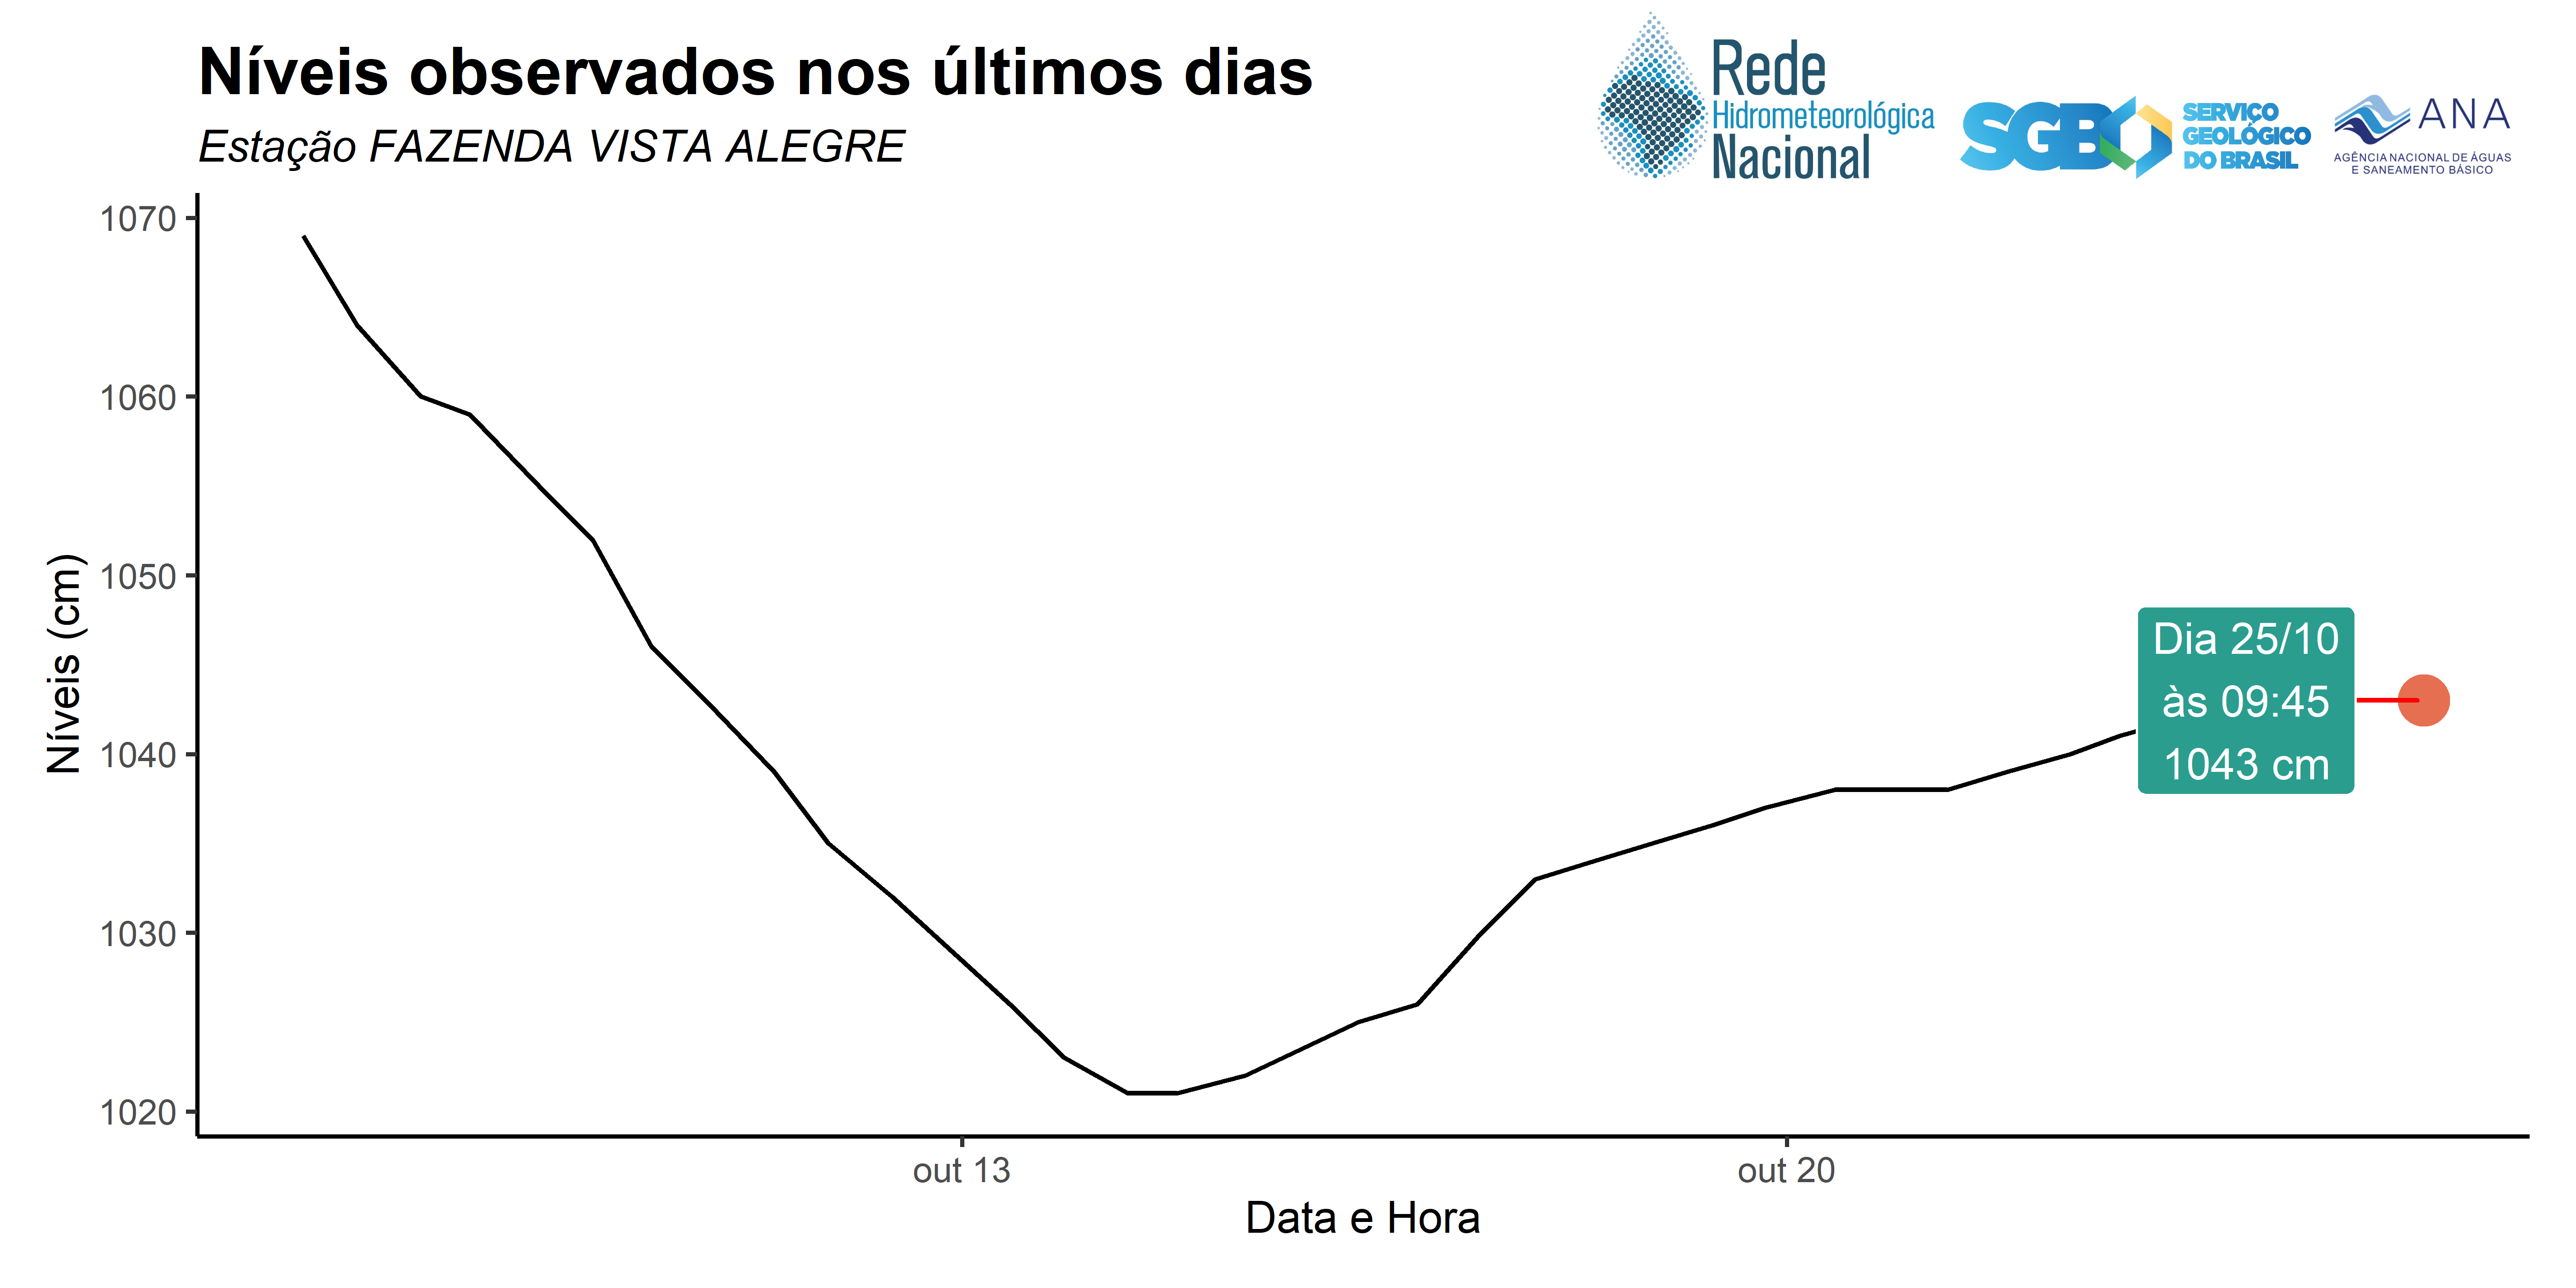 Níveis observados nos últimos dias
Estação FAZENDA VISTA ALEGRE
Rede
Hidrometeorológica
Nacional
SGB
SERVIÇO
GEOLÓGICO
DO BRASIL
ANA
AGÊNCIA NACIONAL DE ÁGUAS
E SANEAMENTO BÁSICO
Níveis (cm)
1070
1060
1050
1040
1030
1020
Dia 25/10
às 09:45
1043 cm
out 13
out 20
Data e Hora